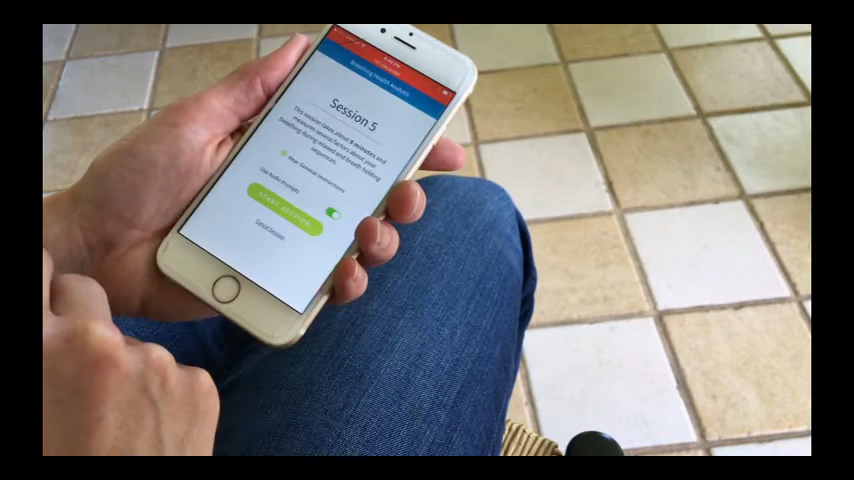 Breathing Health Analysis
Session 5
This session takes about 5 minutes and
measures several factors about your
breathing during relaxed and breath holding
sequences.
Hear General Instructions
Use Audio Prompts
START SESSION
Cancel Session